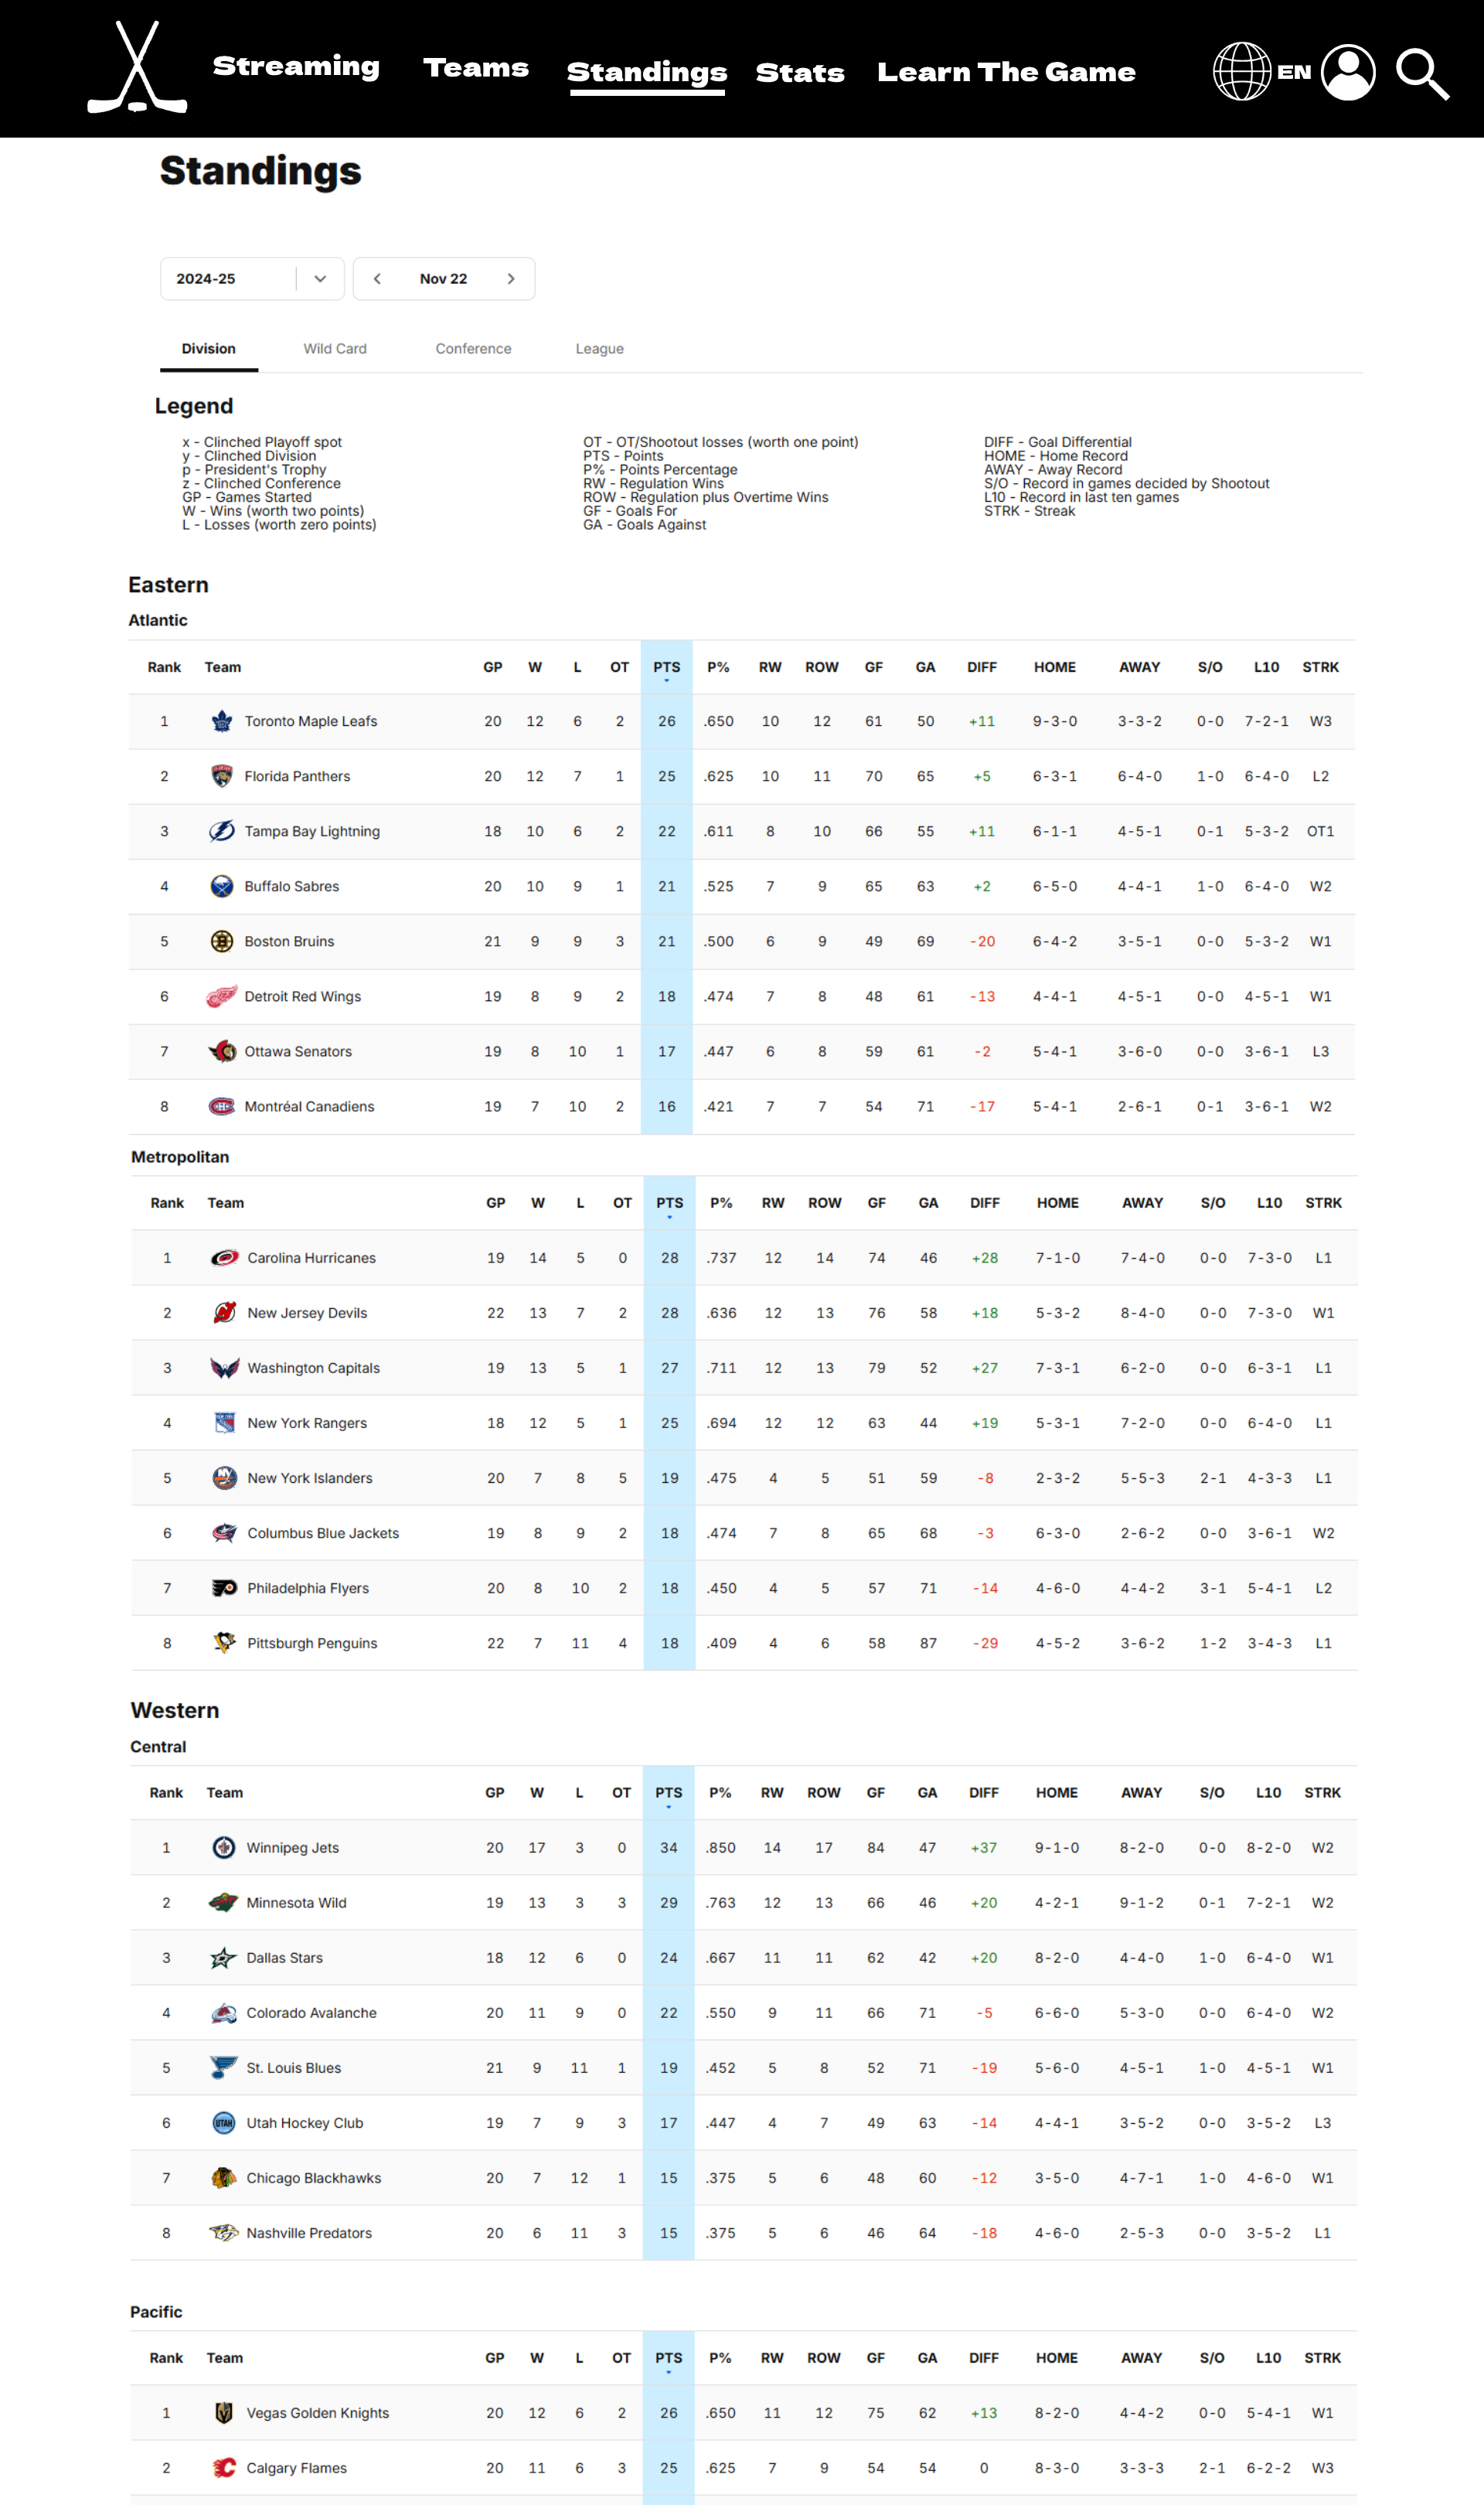 Streaming Teams Standings Stats Learn The Game EN
Standings
2024-25 Nov 22
Division Wild Card Conference League
Legend
x - Clinched Playoff spot
y - Clinched Division
p - President's Trophy
z - Clinched Conference
GP - Games Started
W - Wins (worth two points)
L - Losses (worth zero points)
OT - OT/Shootout losses (worth one point)
PTS - Points
P% - Points Percentage
RW - Regulation Wins
ROW - Regulation plus Overtime Wins
GF - Goals For
GA - Goals Against
DIFF - Goal Differential
HOME - Home Record
AWAY - Away Record
S/O - Record in games decided by Shootout
L10 - Record in last ten games
STRK - Streak
Eastern
Atlantic
Rank Team GP W L OT PTS P% RW ROW GF GA DIFF HOME AWAY S/O L10 STRK
1 Toronto Maple Leafs 20 12 6 2 26 .650 10 12 61 50 +11 9-3-0 3-3-2 0-0 7-2-1 W3
2 Florida Panthers 20 12 7 1 25 .625 10 11 70 65 +5 6-3-1 6-4-0 1-0 6-4-0 L2
3 Tampa Bay Lightning 18 10 6 2 22 .611 8 10 66 55 +11 6-1-1 4-5-1 0-1 5-3-2 OT1
4 Buffalo Sabres 20 10 9 1 21 .525 7 9 65 63 +2 6-5-0 4-4-1 1-0 6-4-0 W2
5 Boston Bruins 21 9 9 3 21 .500 6 9 49 69 -20 6-4-2 3-5-1 0-0 5-3-2 W1
6 Detroit Red Wings 19 8 9 2 18 .474 7 8 48 61 -13 4-4-1 4-5-1 0-0 4-5-1 W1
7 Ottawa Senators 19 8 10 1 17 .447 6 8 59 61 -2 5-4-1 3-6-0 0-0 3-6-1 L3
8 Montréal Canadiens 19 7 10 2 16 .421 7 7 54 71 -17 5-4-1 2-6-1 0-1 3-6-1 W2
Metropolitan
Rank Team GP W L OT PTS P% RW ROW GF GA DIFF HOME AWAY S/O L10 STRK
1 Carolina Hurricanes 19 14 5 0 28 .737 12 14 74 46 +28 7-1-0 7-4-0 0-0 7-3-0 L1
2 New Jersey Devils 22 13 7 2 28 .636 12 13 76 58 +18 5-3-2 8-4-0 0-0 7-3-0 W1
3 Washington Capitals 19 13 5 1 27 .711 12 13 79 52 +27 7-3-1 6-2-0 0-0 6-3-1 L1
4 New York Rangers 18 12 5 1 25 .694 12 12 63 44 +19 5-3-1 7-2-0 0-0 6-4-0 L1
5 New York Islanders 20 7 8 5 19 .475 4 5 51 59 -8 2-3-2 5-5-3 2-1 4-3-3 L1
6 Columbus Blue Jackets 19 8 9 2 18 .474 7 8 65 68 -3 6-3-0 2-6-2 0-0 3-6-1 W2
7 Philadelphia Flyers 20 8 10 2 18 .450 4 5 57 71 -14 4-6-0 4-4-2 3-1 5-4-1 L2
8 Pittsburgh Penguins 22 7 11 4 18 .409 4 6 58 87 -29 4-5-2 3-6-2 1-2 3-4-3 L1
Western
Central
Rank Team GP W L OT PTS P% RW ROW GF GA DIFF HOME AWAY S/O L10 STRK
1 Winnipeg Jets 20 17 3 0 34 .850 14 17 84 47 +37 9-1-0 8-2-0 0-0 8-2-0 W2
2 Minnesota Wild 19 13 3 3 29 .763 12 13 66 46 +20 4-2-1 9-1-2 0-1 7-2-1 W2
3 Dallas Stars 18 12 6 0 24 .667 11 11 62 42 +20 8-2-0 4-4-0 1-0 6-4-0 W1
4 Colorado Avalanche 20 11 9 0 22 .550 9 11 66 71 -5 6-6-0 5-3-0 0-0 6-4-0 W2
5 St. Louis Blues 21 9 11 1 19 .452 5 8 52 71 -19 5-6-0 4-5-1 1-0 4-5-1 W1
6 Utah Hockey Club 19 7 9 3 17 .447 4 7 49 63 -14 4-4-1 3-5-2 0-0 3-5-2 L3
7 Chicago Blackhawks 20 7 12 1 15 .375 5 6 48 60 -12 3-5-0 4-7-1 1-0 4-6-0 W1
8 Nashville Predators 20 6 11 3 15 .375 5 6 46 64 -18 4-6-0 2-5-3 0-0 3-5-2 L1
Pacific
Rank Team GP W L OT PTS P% RW ROW GF GA DIFF HOME AWAY S/O L10 STRK
1 Vegas Golden Knights 20 12 6 2 26 .650 11 12 75 62 +13 8-2-0 4-4-2 0-0 5-4-1 W1
2 Calgary Flames 20 11 6 3 25 .625 7 9 54 54 0 8-3-0 3-3-3 2-1 6-2-2 W3